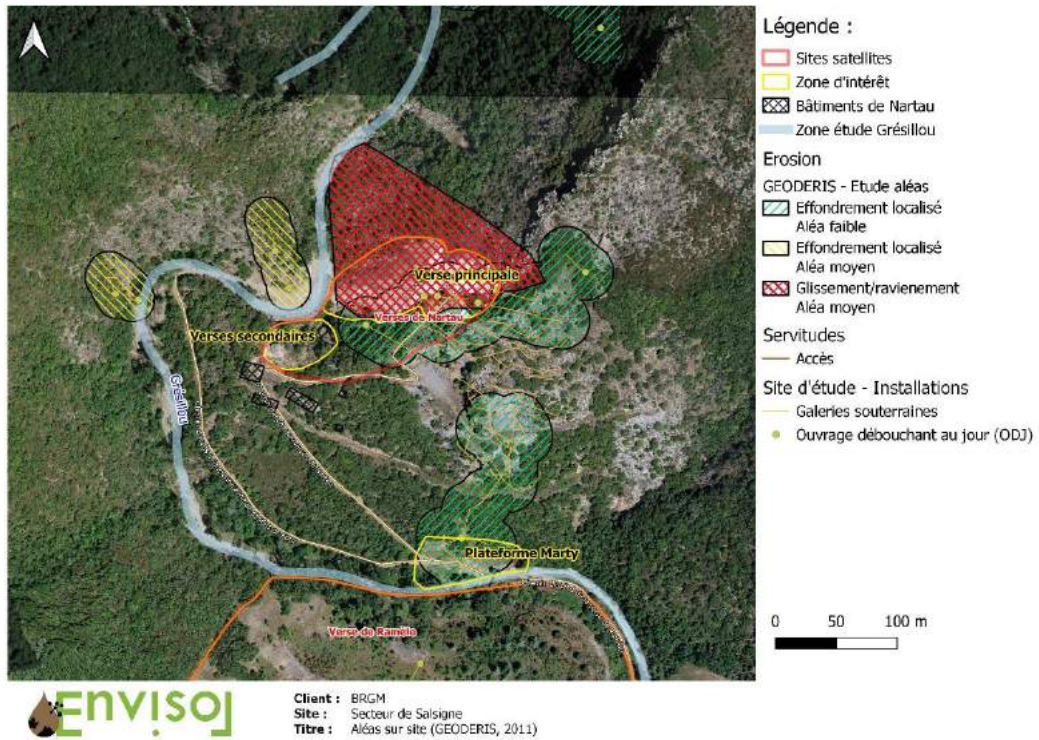 Légende :
Sites satellites
Zone d'intérêt
Bâtiments de Nartau
Zone étude Grésillou
Erosion
GEODERIS - Etude aléas
Effondrement localisé
Aléa faible
Effondrement localisé
Aléa moyen
Glissement/ravienement
Aléa moyen
Servitudes
Accès
Site d'étude - Installations
Galeries souterraines
Ouvrage débouchant au jour (ODJ)
0 50 100 m
Verse principale
Verses de Nartau
Verses secondaires
Grésillou
Plateforme Marty
Verse de Ramèle
Envisol
Client : BRGM
Site : Secteur de Salsigne
Titre : Aléas sur site (GEODERIS, 2011)